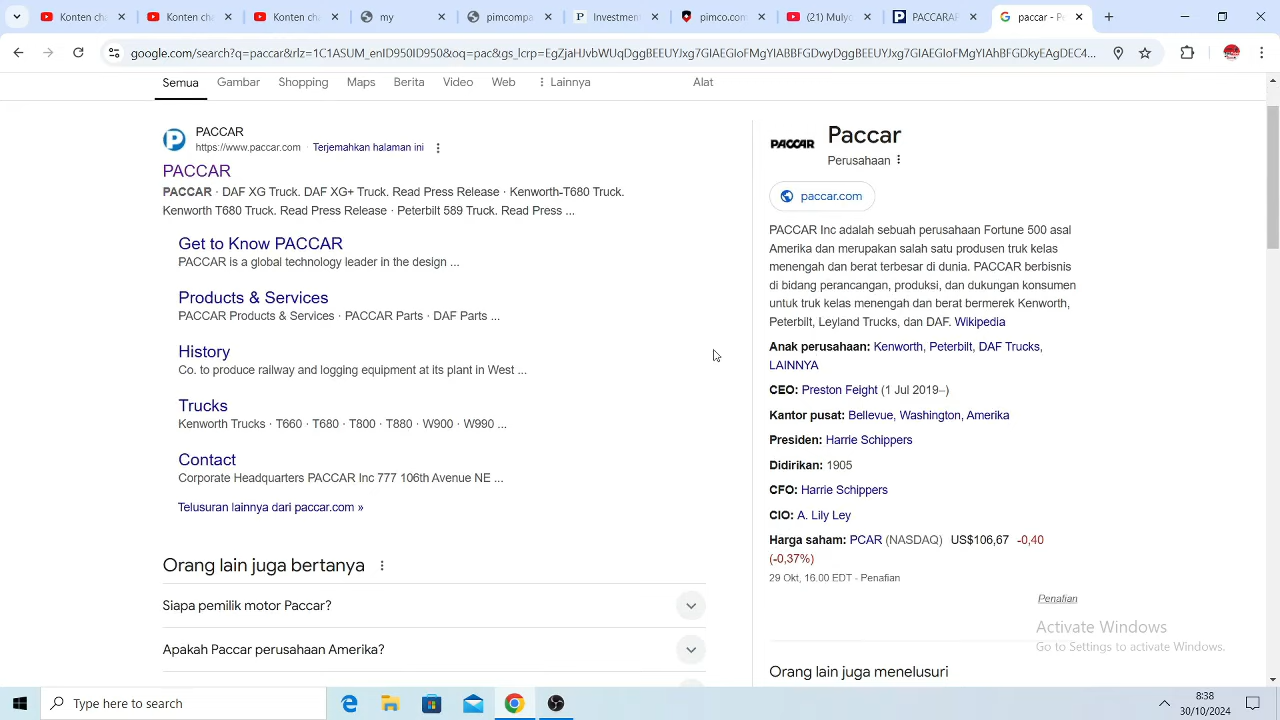 Konten cha
Konten cha
Konten cha
my
pimcompa
Investmen
pimco.com
(21) Mulyo
PACCAR
paccar - Pe
google.com/search?q=paccar&rlz=1C1ASUM_enID950ID950&oq=pac&gs_lcrp=EgZjaHJvbWUqDggBEEUYJxg7GIAEGIoFMgYIABBFGDwyDggBEEUYJxg7GIAEGIoFMgYIAhBFGDkyEAgDEC4...
Semua Gambar Shopping Maps Berita Video Web Lainnya Alat
PACCAR
https://www.paccar.com · Terjemahkan halaman ini
PACCAR
PACCAR · DAF XG Truck. DAF XG+ Truck. Read Press Release · Kenworth-T680 Truck.
Kenworth T680 Truck. Read Press Release · Peterbilt 589 Truck. Read Press ...
Get to Know PACCAR
PACCAR is a global technology leader in the design ...
Products & Services
PACCAR Products & Services · PACCAR Parts · DAF Parts ...
History
Co. to produce railway and logging equipment at its plant in West ...
Trucks
Kenworth Trucks · T660 · T680 · T800 · T880 · W900 · W990 ...
Contact
Corporate Headquarters PACCAR Inc 777 106th Avenue NE ...
Telusuran lainnya dari paccar.com »
Orang lain juga bertanya
Siapa pemilik motor Paccar?
Apakah Paccar perusahaan Amerika?
PACCAR
Paccar
Perusahaan
paccar.com
PACCAR Inc adalah sebuah perusahaan Fortune 500 asal
Amerika dan merupakan salah satu produsen truk kelas
menengah dan berat terbesar di dunia. PACCAR berbisnis
di bidang perancangan, produksi, dan dukungan konsumen
untuk truk kelas menengah dan berat bermerek Kenworth,
Peterbilt, Leyland Trucks, dan DAF. Wikipedia
Anak perusahaan: Kenworth, Peterbilt, DAF Trucks,
LAINNYA
CEO: Preston Feight (1 Jul 2019–)
Kantor pusat: Bellevue, Washington, Amerika
Presiden: Harrie Schippers
Didirikan: 1905
CFO: Harrie Schippers
CIO: A. Lily Ley
Harga saham: PCAR (NASDAQ) US$106,67 -0,40
(-0,37%)
29 Okt, 16.00 EDT - Penafian
Penafian
Orang lain juga menelusuri
Activate Windows
Go to Settings to activate Windows.
Type here to search
8:38
30/10/2024